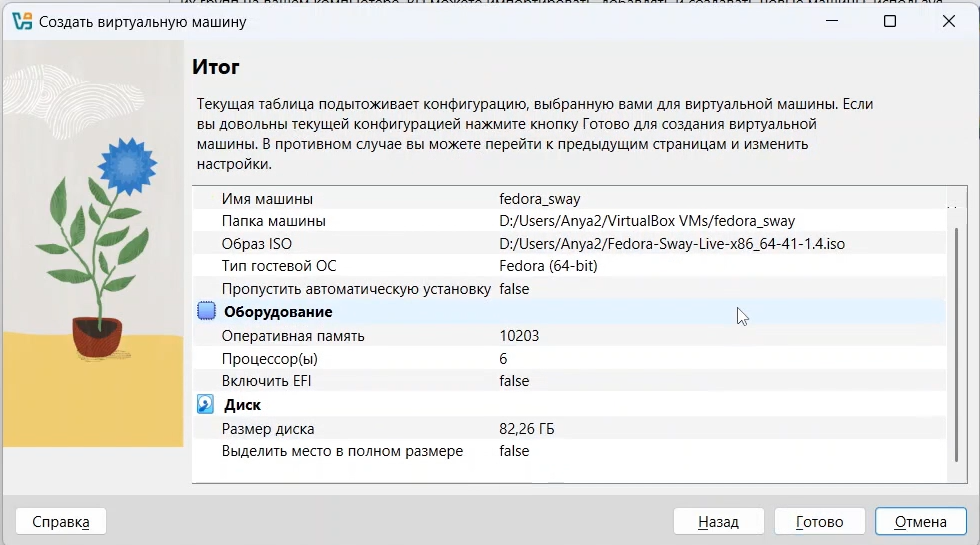 Создать виртуальную машину
Итог
Текущая таблица подытоживает конфигурацию, выбранную вами для виртуальной машины. Если
вы довольны текущей конфигурацией нажмите кнопку Готово для создания виртуальной
машины. В противном случае вы можете перейти к предыдущим страницам и изменить
настройки.
Имя машины fedora_sway
Папка машины D:/Users/Anya2/VirtualBox VMs/fedora_sway
Образ ISO D:/Users/Anya2/Fedora-Sway-Live-x86_64-41-1.4.iso
Тип гостевой ОС Fedora (64-bit)
Пропустить автоматическую установку false
Оборудование
Оперативная память 10203
Процессор(ы) 6
Включить EFI false
Диск
Размер диска 82,26 ГБ
Выделить место в полном размере false
Справка Назад Готово Отмена